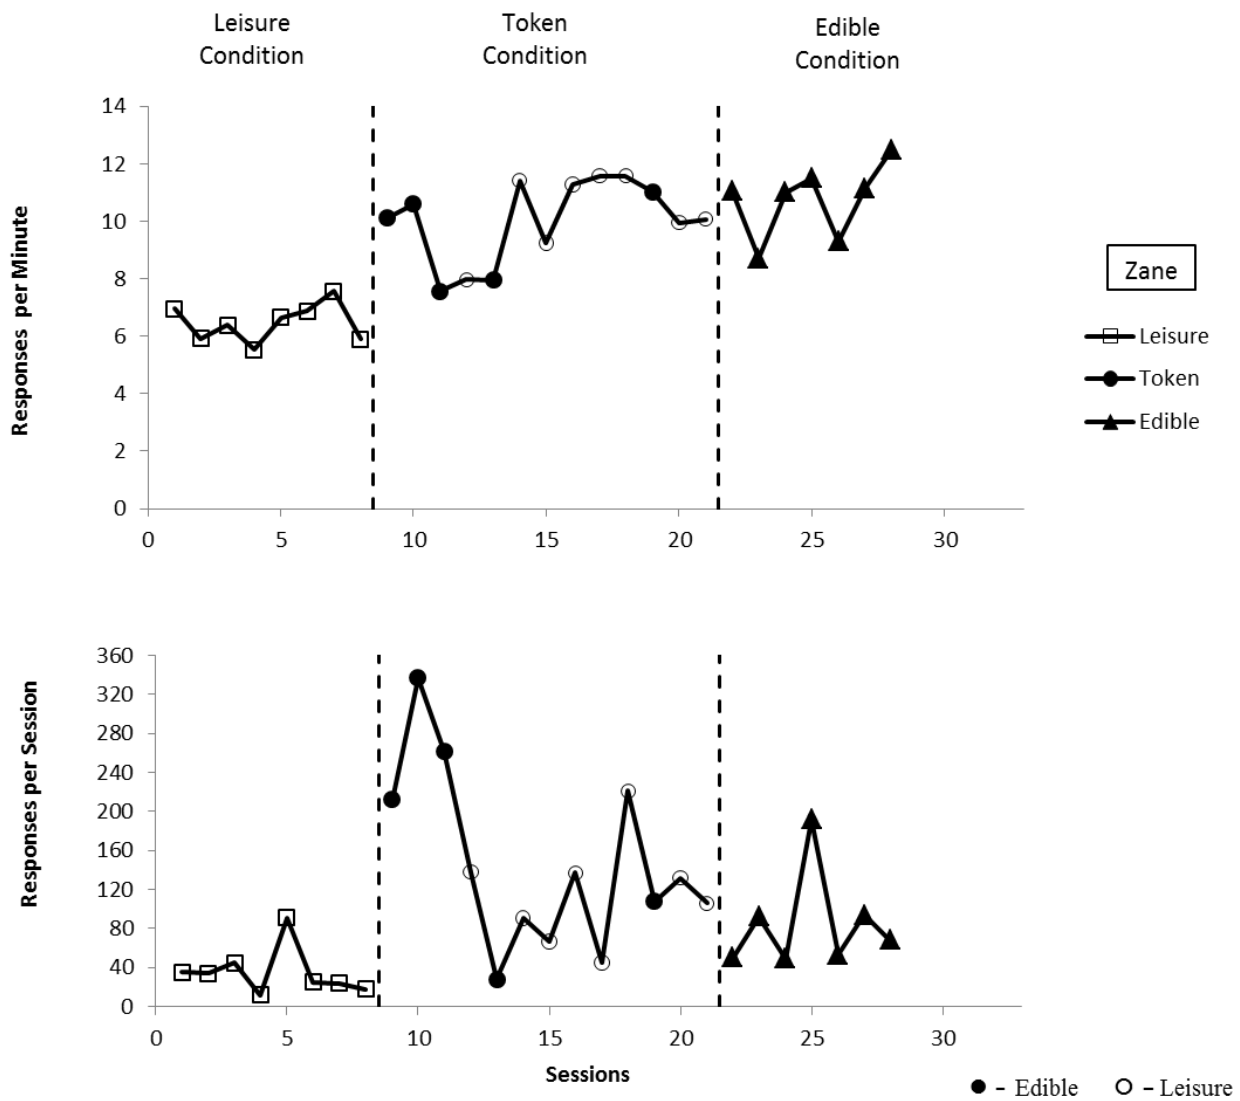 Leisure
Condition
Token
Condition
Edible
Condition
Responses per Minute
14
12
10
8
6
4
2
0
0 5 10 15 20 25 30
Zane
Leisure
Token
Edible
Responses per Session
360
320
280
240
200
160
120
80
40
0
0 5 10 15 20 25 30
Sessions
- Edible - Leisure